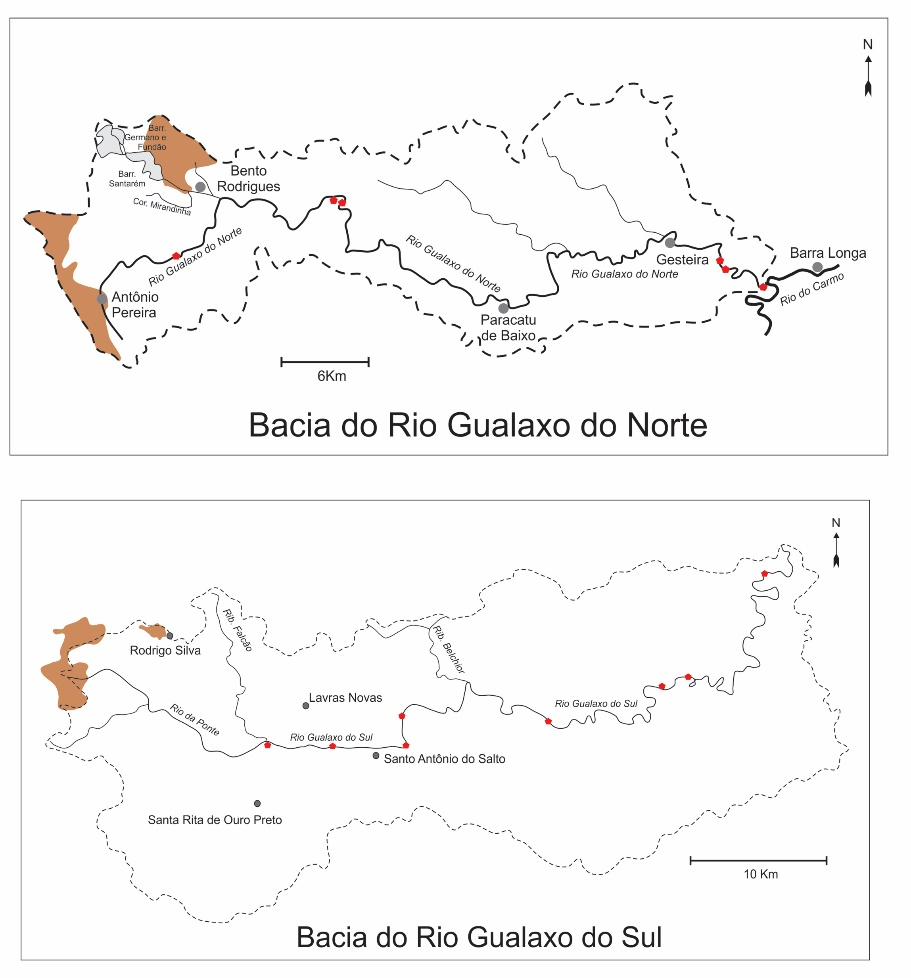 N
Barr.
Germano e
Fundão
Barr.
Santarém
Bento
Rodrigues
Cor. Mirandinha
Rio Gualaxo do Norte
Antônio
Pereira
Rio Gualaxo do Norte
Paracatu
de Baixo
Rio Gualaxo do Norte
Gesteira
Barra Longa
Rio do Carmo
6Km
Bacia do Rio Gualaxo do Norte
N
Rodrigo Silva
Rib. Falcão
Rib. Belchior
Lavras Novas
Rio da Ponte
Rio Gualaxo do Sul
Rio Gualaxo do Sul
Santo Antônio do Salto
Santa Rita de Ouro Preto
10 Km
Bacia do Rio Gualaxo do Sul